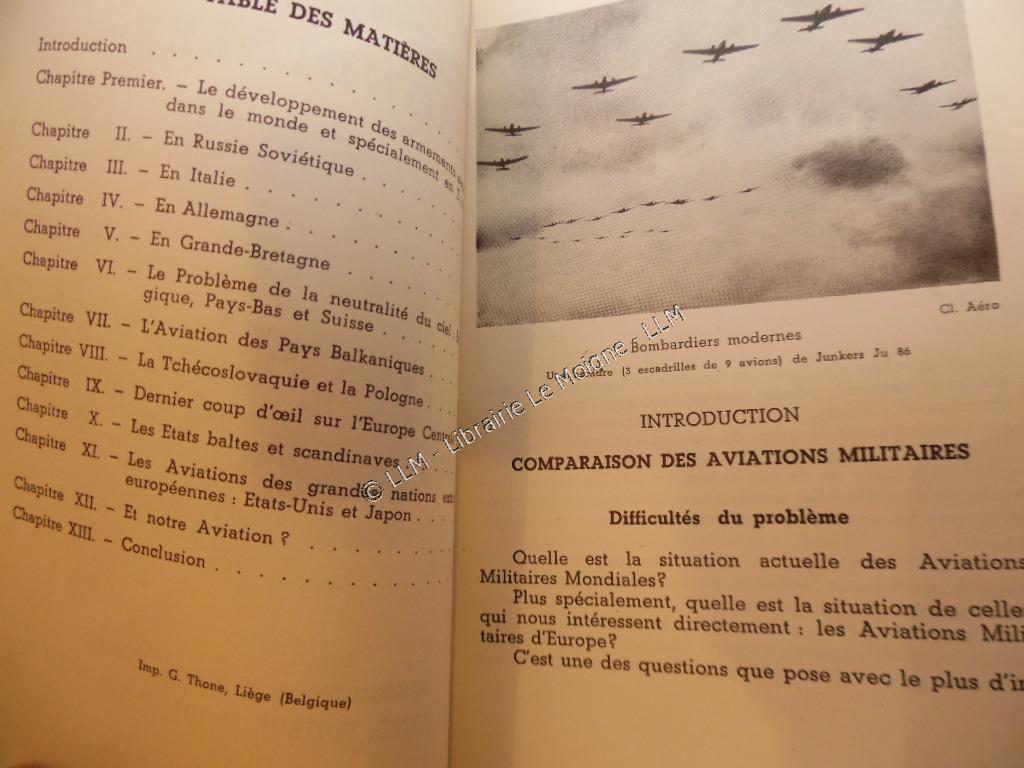 TABLE DES MATIÈRES
Introduction . . . . . . . . . . .
Chapitre Premier. – Le développement des armements
dans le monde et spécialement en
Chapitre II. – En Russie Soviétique . . . . .
Chapitre III. – En Italie . . . . . . . . .
Chapitre IV. – En Allemagne . . . . . . .
Chapitre V. – En Grande-Bretagne . . . . .
Chapitre VI. – Le Problème de la neutralité du ciel :
gique, Pays-Bas et Suisse . . . .
Chapitre VII. – L'Aviation des Pays Balkaniques . . .
Chapitre VIII. – La Tchécoslovaquie et la Pologne . . .
Chapitre IX. – Dernier coup d'œil sur l'Europe Cent
Chapitre X. – Les Etats baltes et scandinaves . . .
Chapitre XI. – Les Aviations des grandes nations ext
européennes : Etats-Unis et Japon . . .
Chapitre XII. – Et notre Aviation ? . . . . . . .
Chapitre XIII. – Conclusion . . . . . . . . . .
Imp. G. Thone, Liège (Belgique)
Cl. Aéro
Bombardiers modernes
(3 escadrilles de 9 avions) de Junkers Ju 86
INTRODUCTION
COMPARAISON DES AVIATIONS MILITAIRES
Difficultés du problème
Quelle est la situation actuelle des Aviations
Militaires Mondiales?
Plus spécialement, quelle est la situation de celle
qui nous intéressent directement : les Aviations Mili
taires d'Europe?
C'est une des questions que pose avec le plus d'in
© LLM - Librairie Le Moigne - LLM